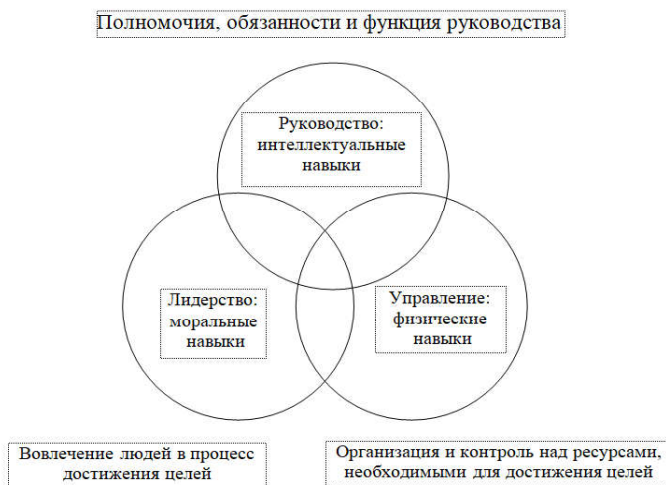 Полномочия, обязанности и функция руководства
Руководство:
интеллектуальные
навыки
Лидерство:
моральные
навыки
Управление:
физические
навыки
Вовлечение людей в процесс
достижения целей
Организация и контроль над ресурсами,
необходимыми для достижения целей